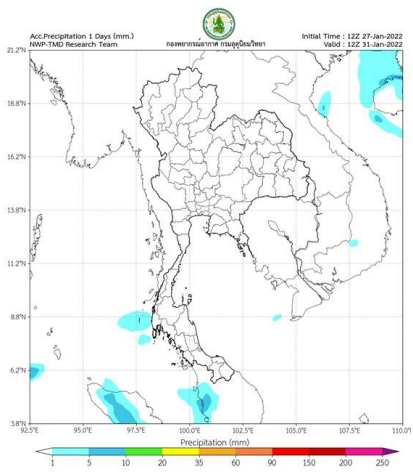 Acc.Precipitation 1 Days (mm.)
Initial Time : 12Z 27-Jan-2022
NWP-TMD Research Team
กองพยากรณ์อากาศ กรมอุตุนิยมวิทยา
Valid : 12Z 31-Jan-2022
21.2°N
18.8°N
16.2°N
13.8°N
11.2°N
8.8°N
6.2°N
3.8°N
92.5°E
95.0°E
97.5°E
100.0°E
102.5°E
105.0°E
107.5°E
110.0°E
Precipitation (mm)
1 5 10 20 35 60 90 150 200 250